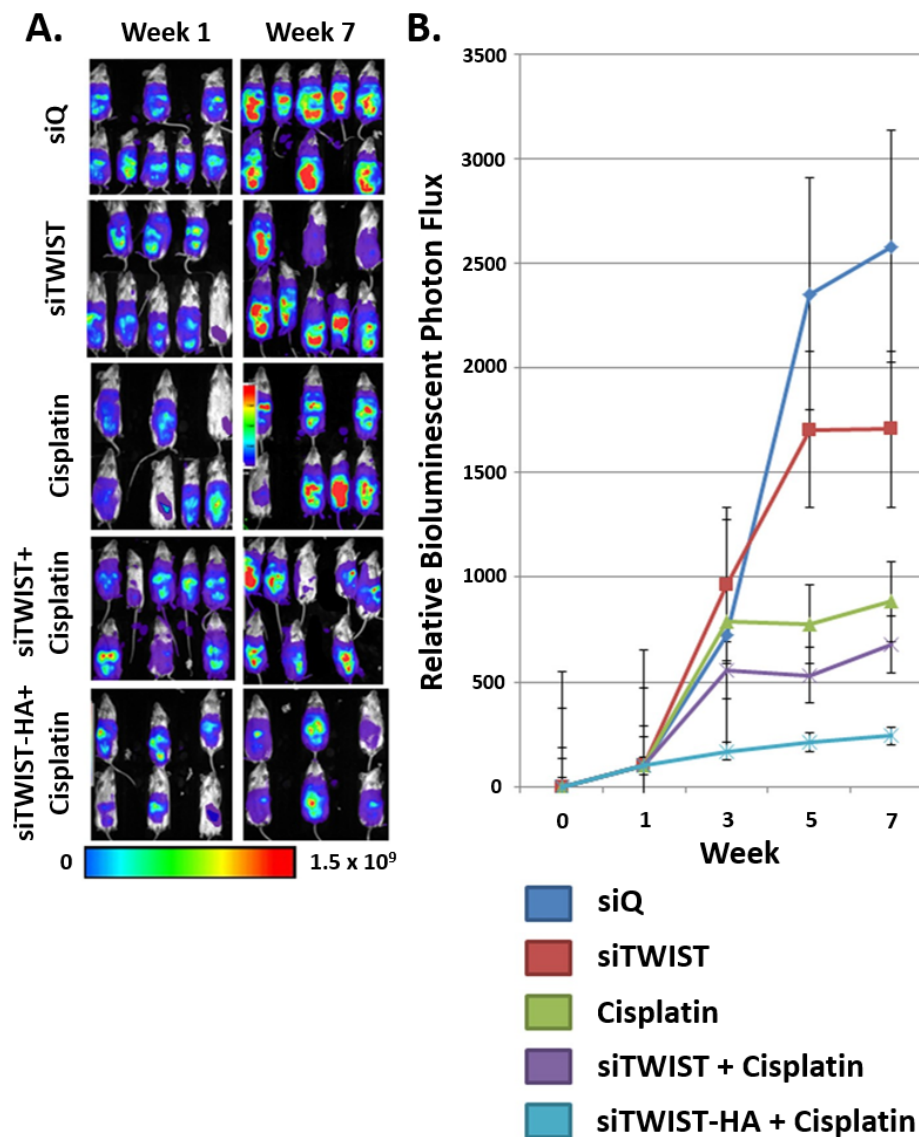 A.
Week 1
Week 7
siQ
siTWIST
Cisplatin
siTWIST+
Cisplatin
siTWIST-HA+
Cisplatin
0
1.5 x 10⁹
B.
Relative Bioluminescent Photon Flux
3500
3000
2500
2000
1500
1000
500
0
0 1 3 5 7
Week
siQ
siTWIST
Cisplatin
siTWIST + Cisplatin
siTWIST-HA + Cisplatin